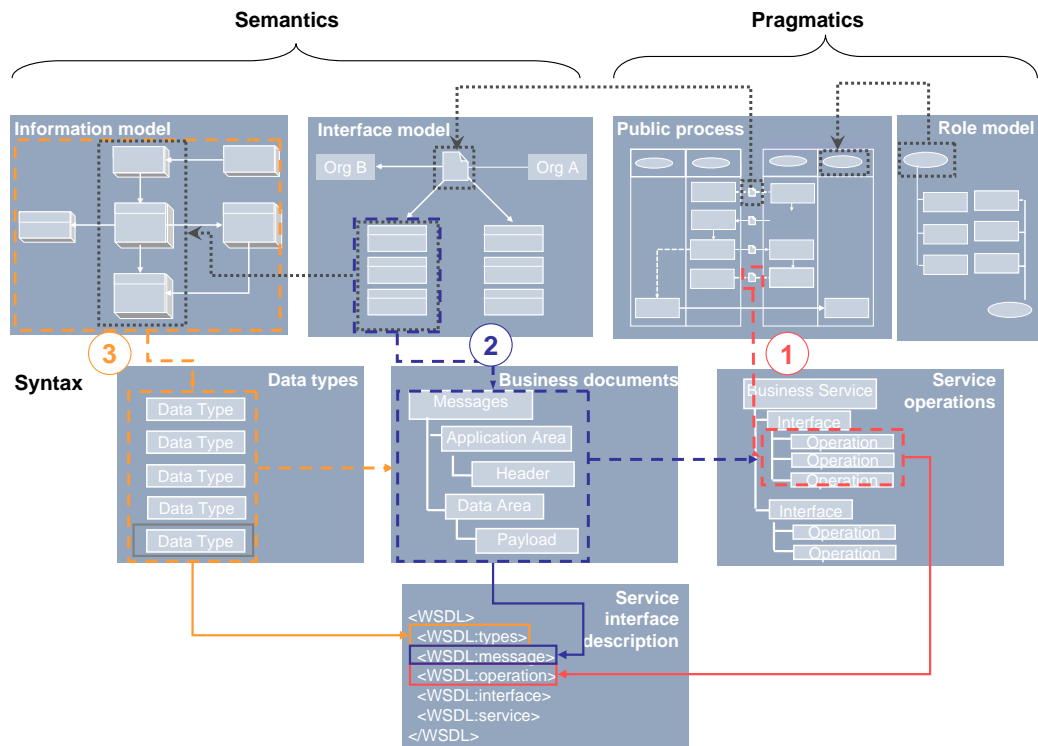 Semantics
Pragmatics
Information model
Interface model
Org B
Org A
Public process
Role model
3
2
1
Syntax
Data types
Data Type
Data Type
Data Type
Data Type
Data Type
Business documents
Messages
Application Area
Header
Data Area
Payload
Service
operations
Business Service
Interface
Operation
Operation
Operation
Interface
Operation
Operation
Service
interface
description
<WSDL>
<WSDL:types>
<WSDL:message>
<WSDL:operation>
<WSDL:interface>
<WSDL:service>
</WSDL>